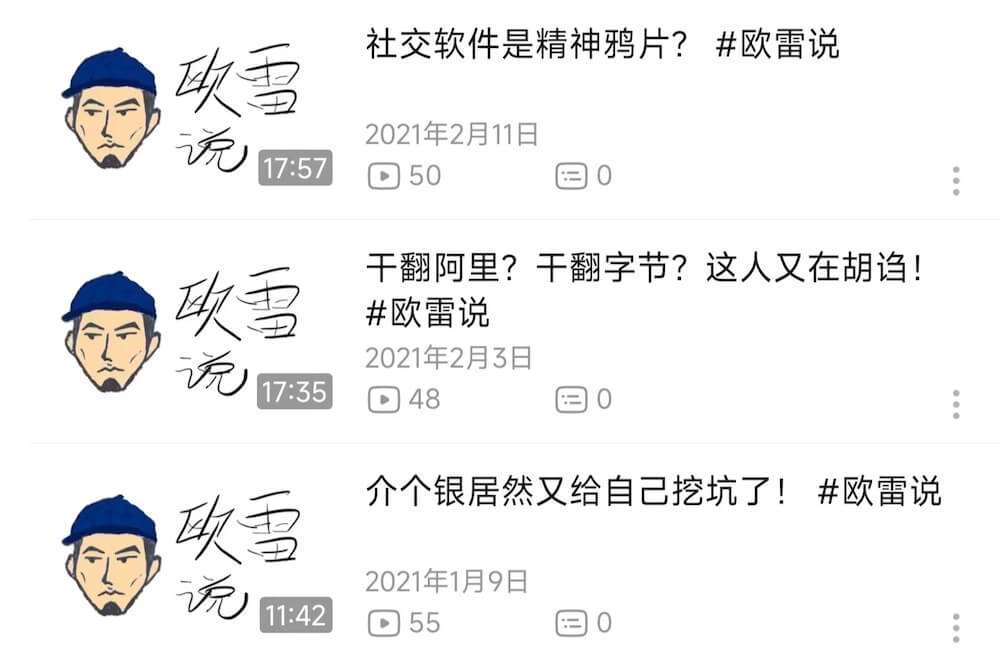 欧雷
说
17:57
社交软件是精神鸦片? #欧雷说
2021年2月11日
50
0
欧雷
说
17:35
干翻阿里?干翻字节?这人又在胡诌!
#欧雷说
2021年2月3日
48
0
欧雷
说
11:42
介个银居然又给自己挖坑了! #欧雷说
2021年1月9日
55
0